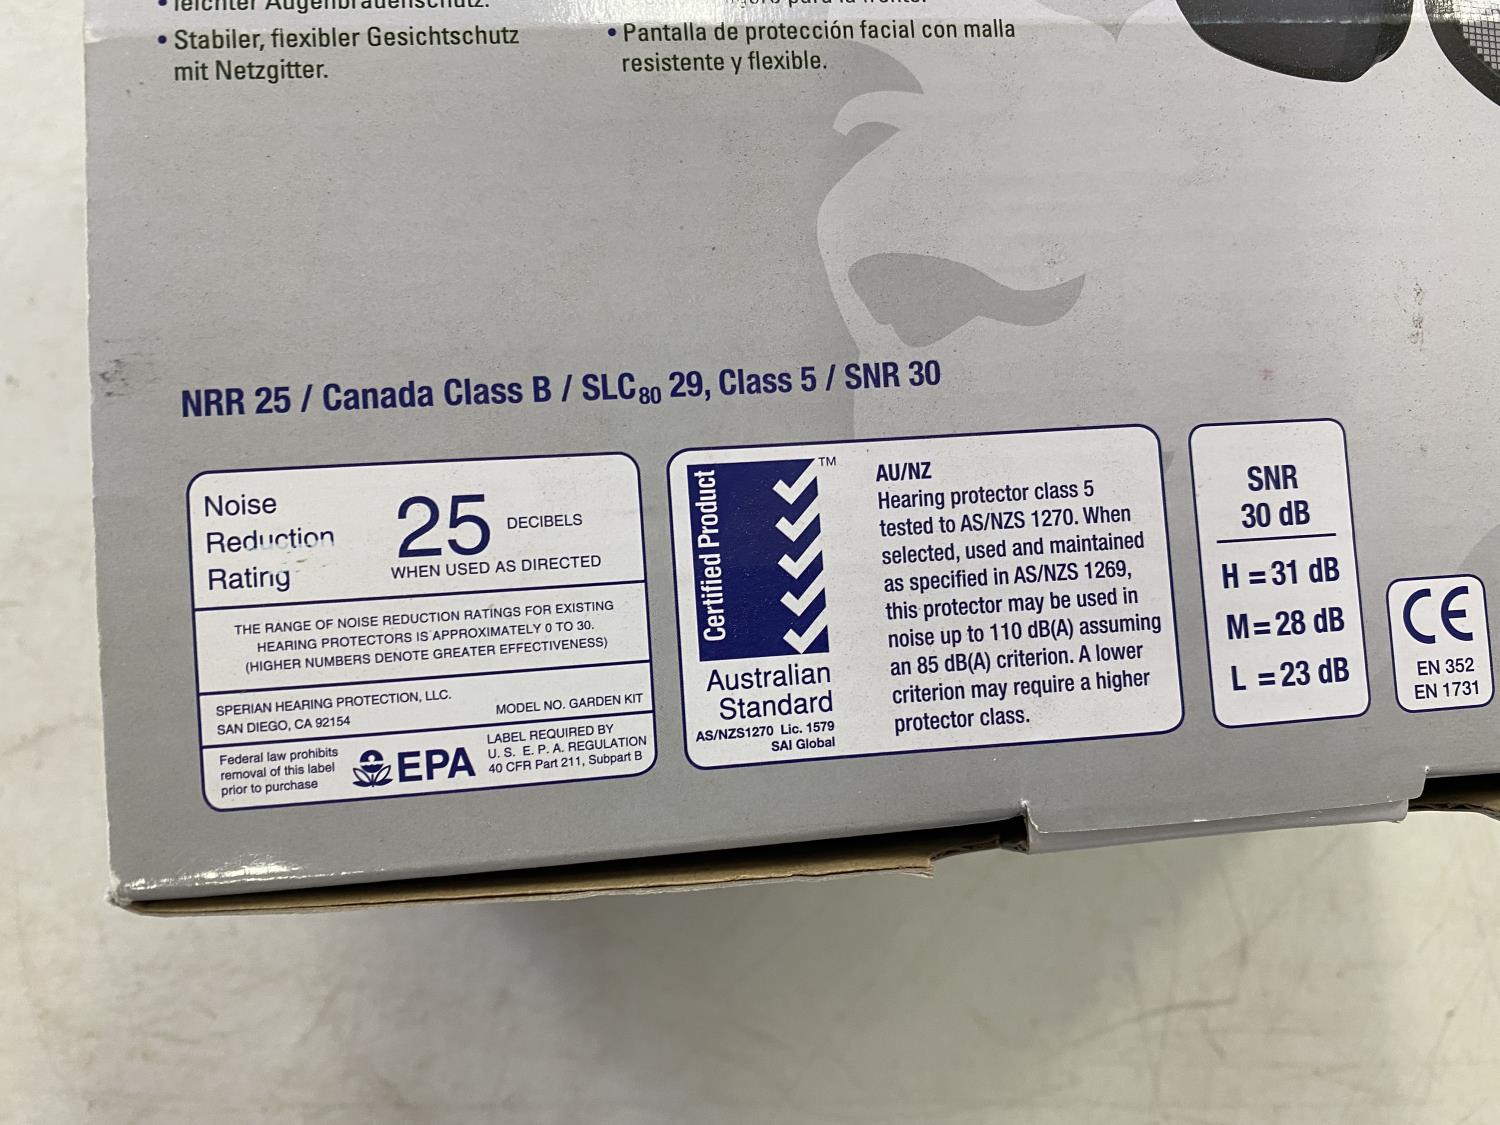 • leichter Augenbrauenschutz.
• Stabiler, flexibler Gesichtschutz
mit Netzgitter.
para la frente.
• Pantalla de protección facial con malla
resistente y flexible.
NRR 25 / Canada Class B / SLC80 29, Class 5 / SNR 30
Noise
Reduction
Rating
25 DECIBELS
WHEN USED AS DIRECTED
THE RANGE OF NOISE REDUCTION RATINGS FOR EXISTING
HEARING PROTECTORS IS APPROXIMATELY 0 TO 30.
(HIGHER NUMBERS DENOTE GREATER EFFECTIVENESS)
SPERIAN HEARING PROTECTION, LLC.
SAN DIEGO, CA 92154
MODEL NO. GARDEN KIT
Federal law prohibits
removal of this label
prior to purchase
EPA
LABEL REQUIRED BY
U. S. E. P. A. REGULATION
40 CFR Part 211, Subpart B
Certified Product
TM
Australian
Standard
AS/NZS1270 Lic. 1579
SAI Global
AU/NZ
Hearing protector class 5
tested to AS/NZS 1270. When
selected, used and maintained
as specified in AS/NZS 1269,
this protector may be used in
noise up to 110 dB(A) assuming
an 85 dB(A) criterion. A lower
criterion may require a higher
protector class.
SNR
30 dB
H = 31 dB
M = 28 dB
L = 23 dB
CE
EN 352
EN 1731